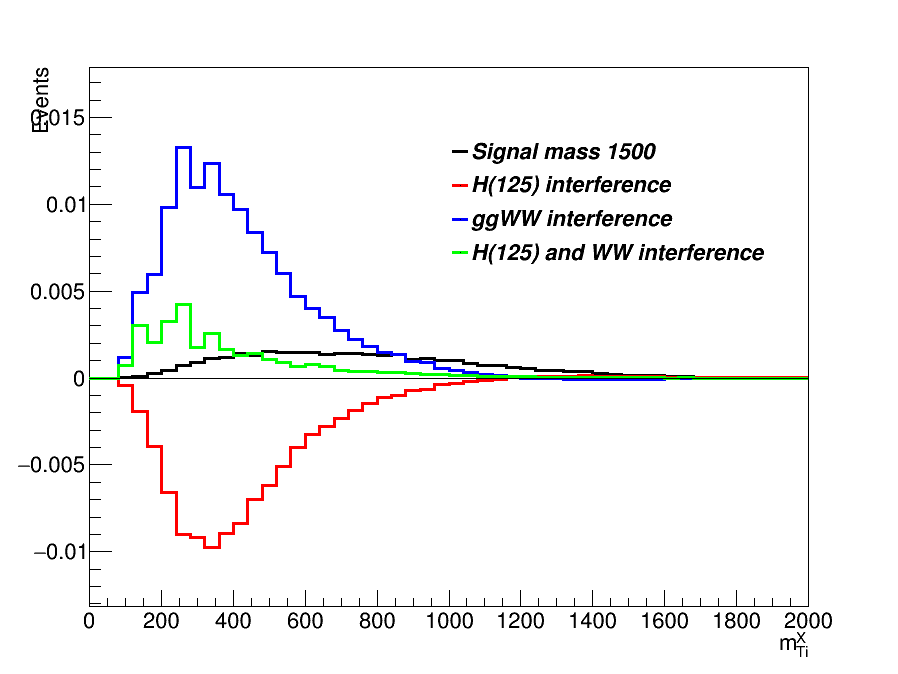 Events
0.015
0.01
0.005
0
−0.005
−0.01
Signal mass 1500
H(125) interference
ggWW interference
H(125) and WW interference
0 200 400 600 800 1000 1200 1400 1600 1800 2000
m^X_Ti